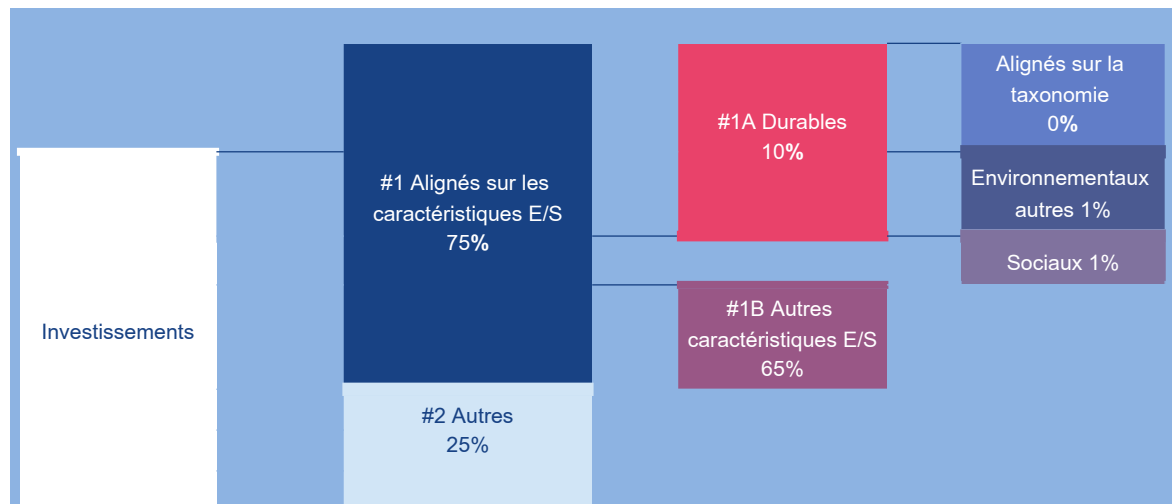 Investissements
#1 Alignés sur les
caractéristiques E/S
75%
#2 Autres
25%
#1A Durables
10%
#1B Autres
caractéristiques E/S
65%
Alignés sur la
taxonomie
0%
Environnementaux
autres 1%
Sociaux 1%